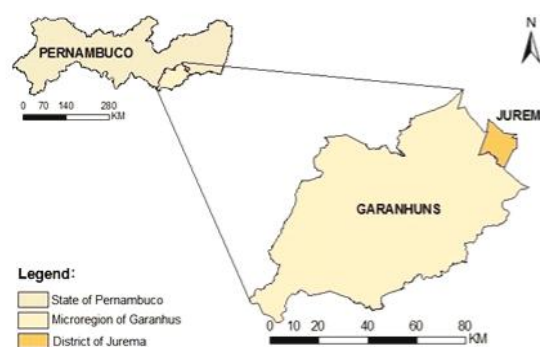 PERNAMBUCO
0 70 140 280
KM
N
JUREM
GARANHUNS
Legend:
State of Pernambuco
Microregion of Garanhus
District of Jurema
0 10 20 40 60 80
KM